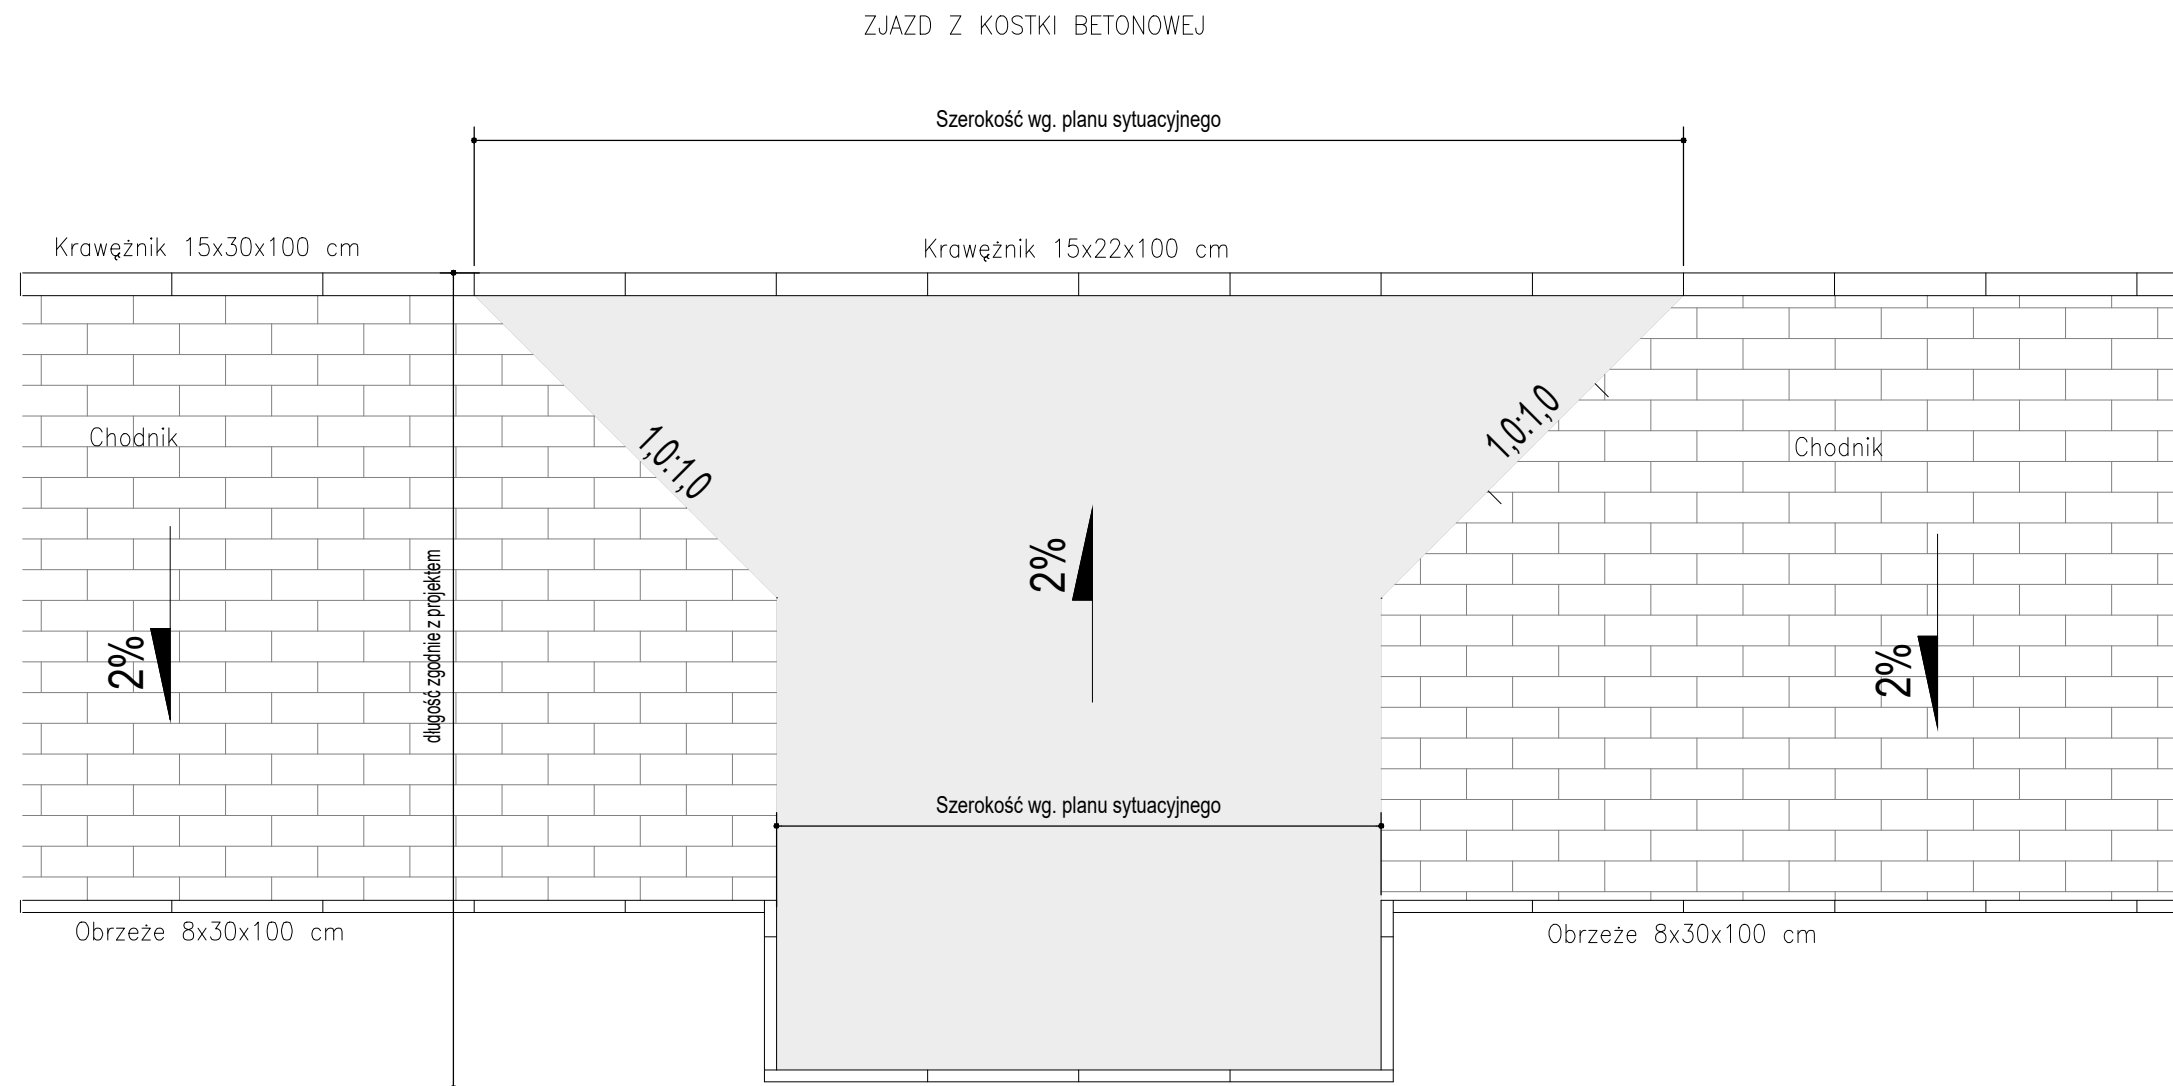 ZJAZD Z KOSTKI BETONOWEJ
Szerokość wg. planu sytuacyjnego
Krawężnik 15x30x100 cm
Krawężnik 15x22x100 cm
1,0:1,0
1,0:1,0
Chodnik
Chodnik
2%
2%
2%
długość zgodnie z projektem
Szerokość wg. planu sytuacyjnego
Obrzeże 8x30x100 cm
Obrzeże 8x30x100 cm